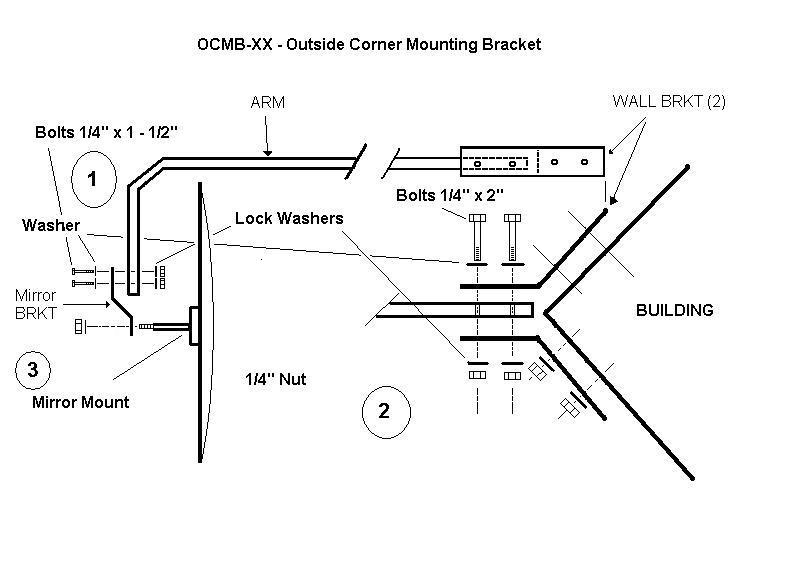 OCMB-XX - Outside Corner Mounting Bracket
ARM
WALL BRKT (2)
Bolts 1/4" x 1 - 1/2"
1
Bolts 1/4" x 2"
Washer
Lock Washers
Mirror
BRKT
BUILDING
3
1/4" Nut
Mirror Mount
2